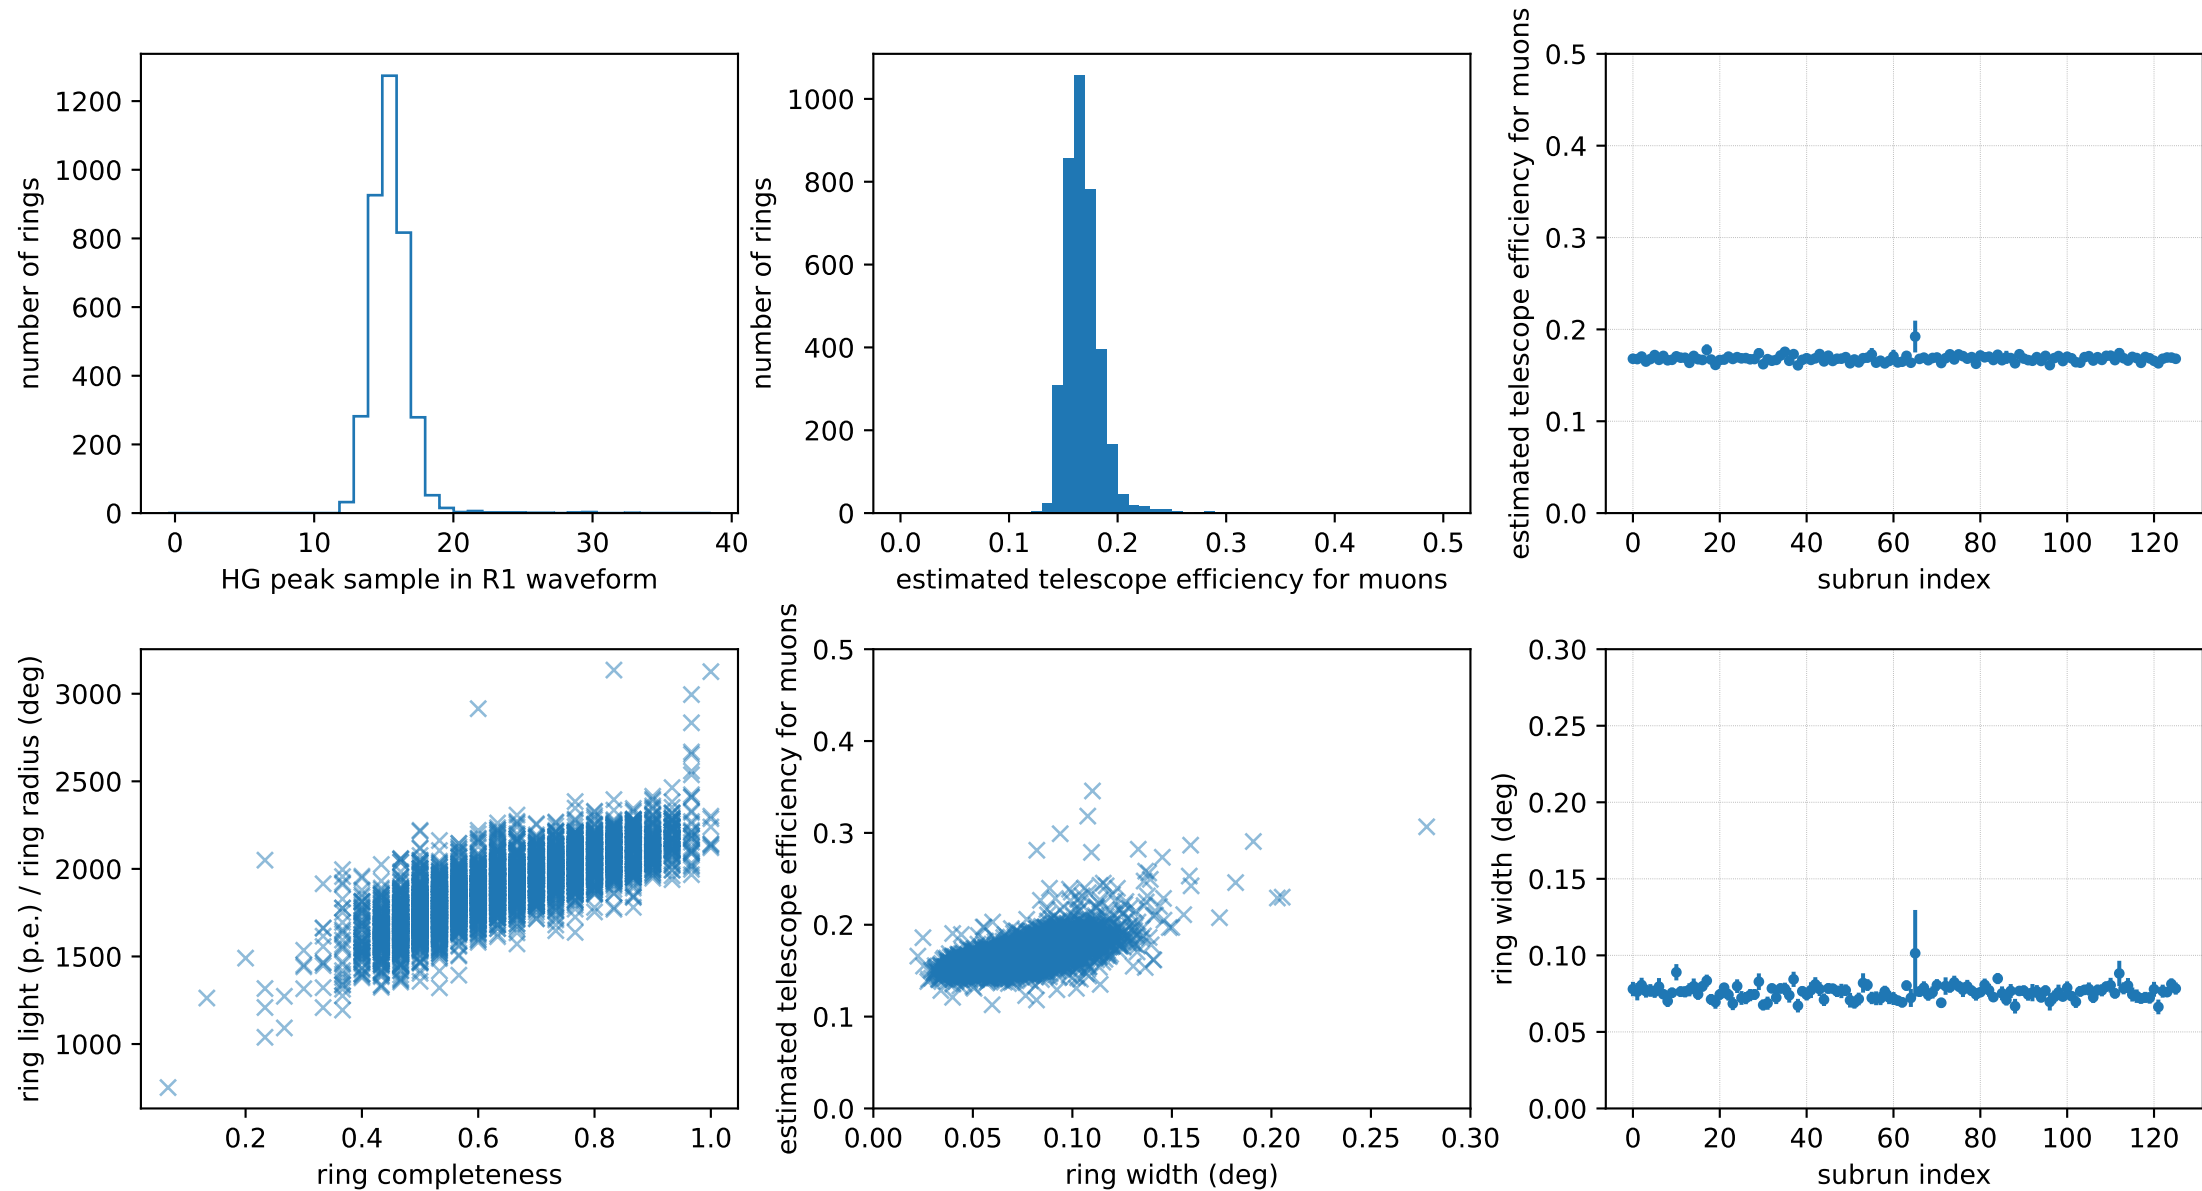 number of rings
1200
1000
800
600
400
200
0
0 10 20 30 40
HG peak sample in R1 waveform
number of rings
1000
800
600
400
200
0
0.0 0.1 0.2 0.3 0.4 0.5
estimated telescope efficiency for muons
estimated telescope efficiency for muons
0.5
0.4
0.3
0.2
0.1
0.0
0 20 40 60 80 100 120
subrun index
ring light (p.e.) / ring radius (deg)
3000
2500
2000
1500
1000
0.2 0.4 0.6 0.8 1.0
ring completeness
estimated telescope efficiency for muons
0.5
0.4
0.3
0.2
0.1
0.0
0.00 0.05 0.10 0.15 0.20 0.25 0.30
ring width (deg)
ring width (deg)
0.30
0.25
0.20
0.15
0.10
0.05
0.00
0 20 40 60 80 100 120
subrun index